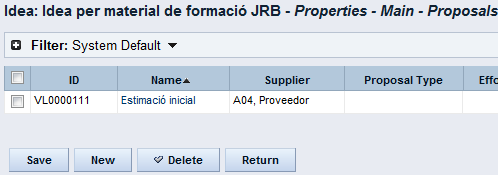 Idea: Idea per material de formació JRB - Properties - Main - Proposals
Filter: System Default
ID Name Supplier Proposal Type Effo
VL0000111 Estimació inicial A04, Proveedor
Save New Delete Return